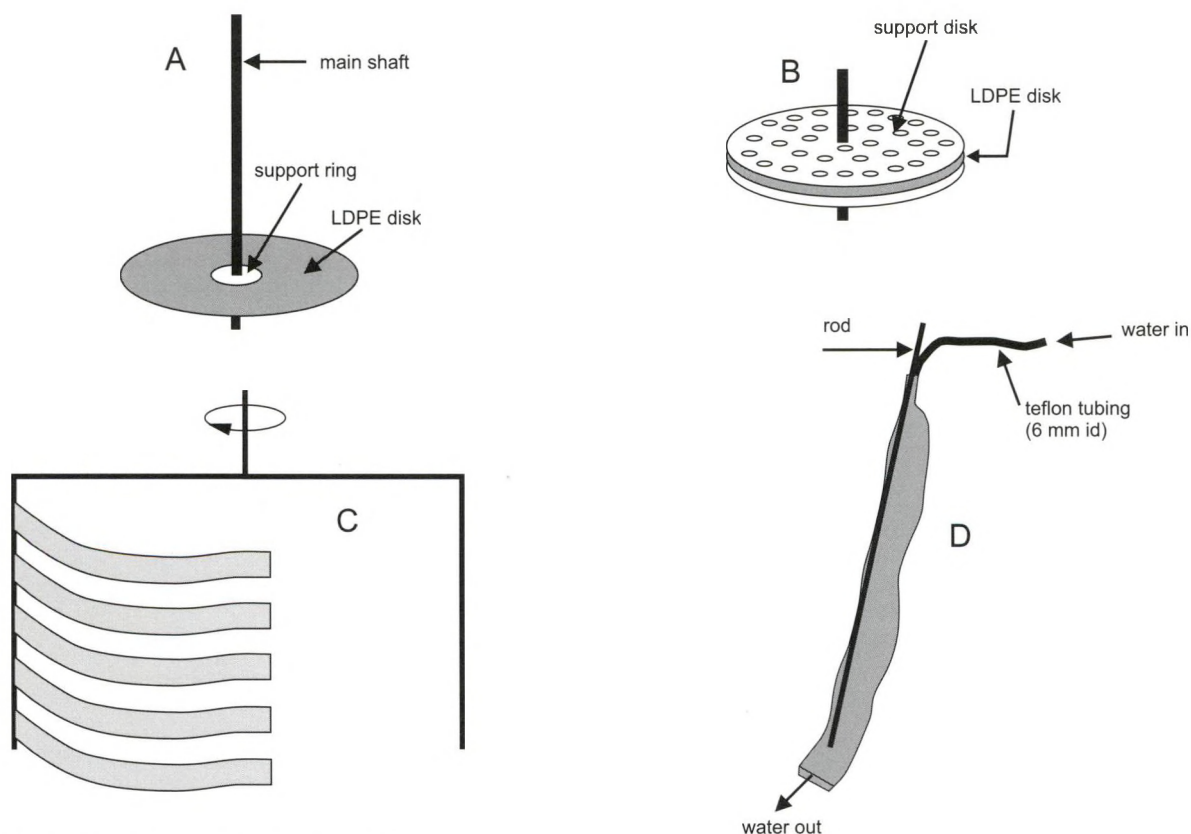 A
main shaft
support ring
LDPE disk
B
support disk
LDPE disk
C
D
rod
water in
teflon tubing
(6 mm id)
water out